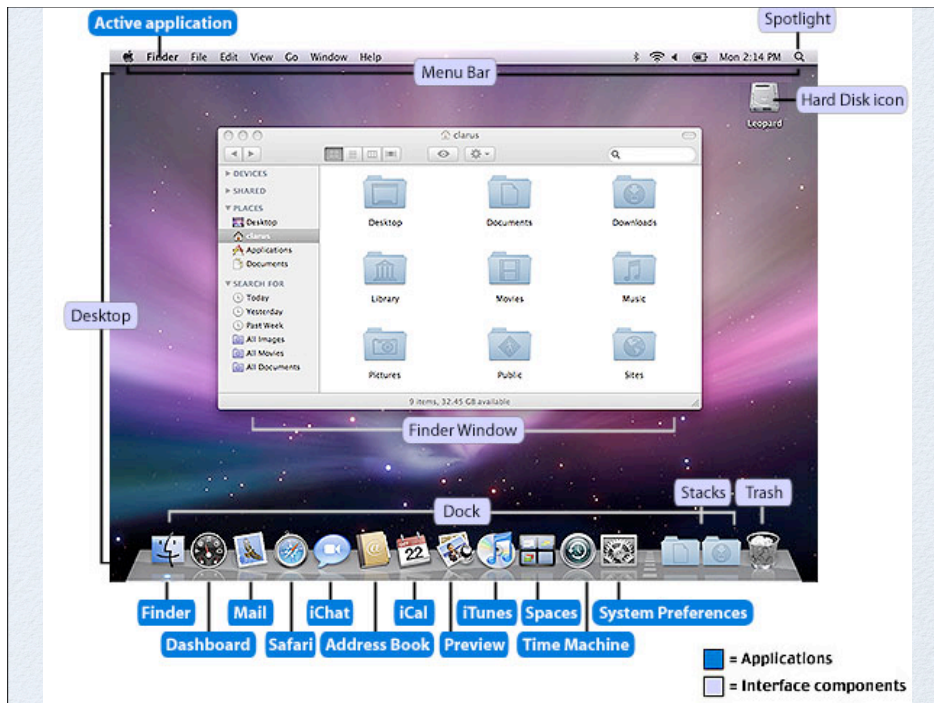 Active application
Spotlight
Finder File Edit View Go Window Help
Mon 2:14 PM
Menu Bar
Hard Disk icon
Leopard
clarus
DEVICES
SHARED
PLACES
Desktop
clarus
Applications
Documents
SEARCH FOR
Today
Yesterday
Past Week
All Images
All Movies
All Documents
Desktop
Documents
Downloads
Library
Movies
Music
Pictures
Public
Sites
9 items, 32.45 GB available
Desktop
Finder Window
Stacks
Trash
Dock
22
Finder
Mail
iChat
iCal
iTunes
Spaces
System Preferences
Dashboard
Safari
Address Book
Preview
Time Machine
= Applications
= Interface components